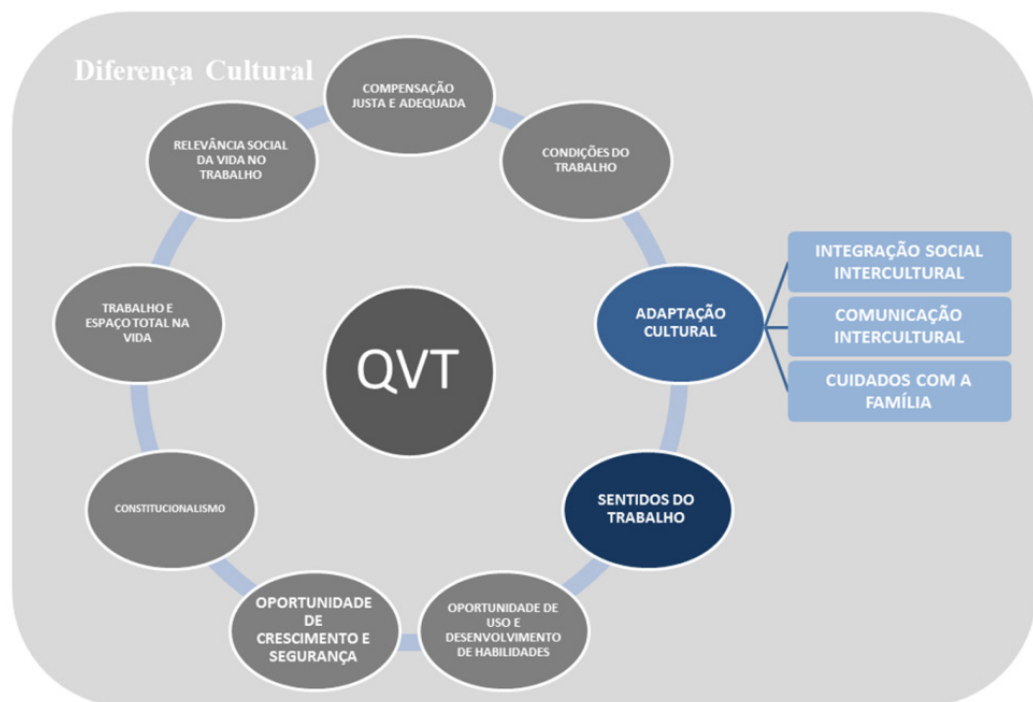 Diferença Cultural
COMPENSAÇÃO
JUSTA E ADEQUADA
CONDIÇÕES DO
TRABALHO
ADAPTAÇÃO
CULTURAL
INTEGRAÇÃO SOCIAL
INTERCULTURAL
COMUNICAÇÃO
INTERCULTURAL
CUIDADOS COM A
FAMÍLIA
SENTIDOS DO
TRABALHO
OPORTUNIDADE DE
USO E
DESENVOLVIMENTO
DE HABILIDADES
OPORTUNIDADE
DE
CRESCIMENTO E
SEGURANÇA
CONSTITUCIONALISMO
TRABALHO E
ESPAÇO TOTAL NA
VIDA
RELEVÂNCIA SOCIAL
DA VIDA NO
TRABALHO
QVT